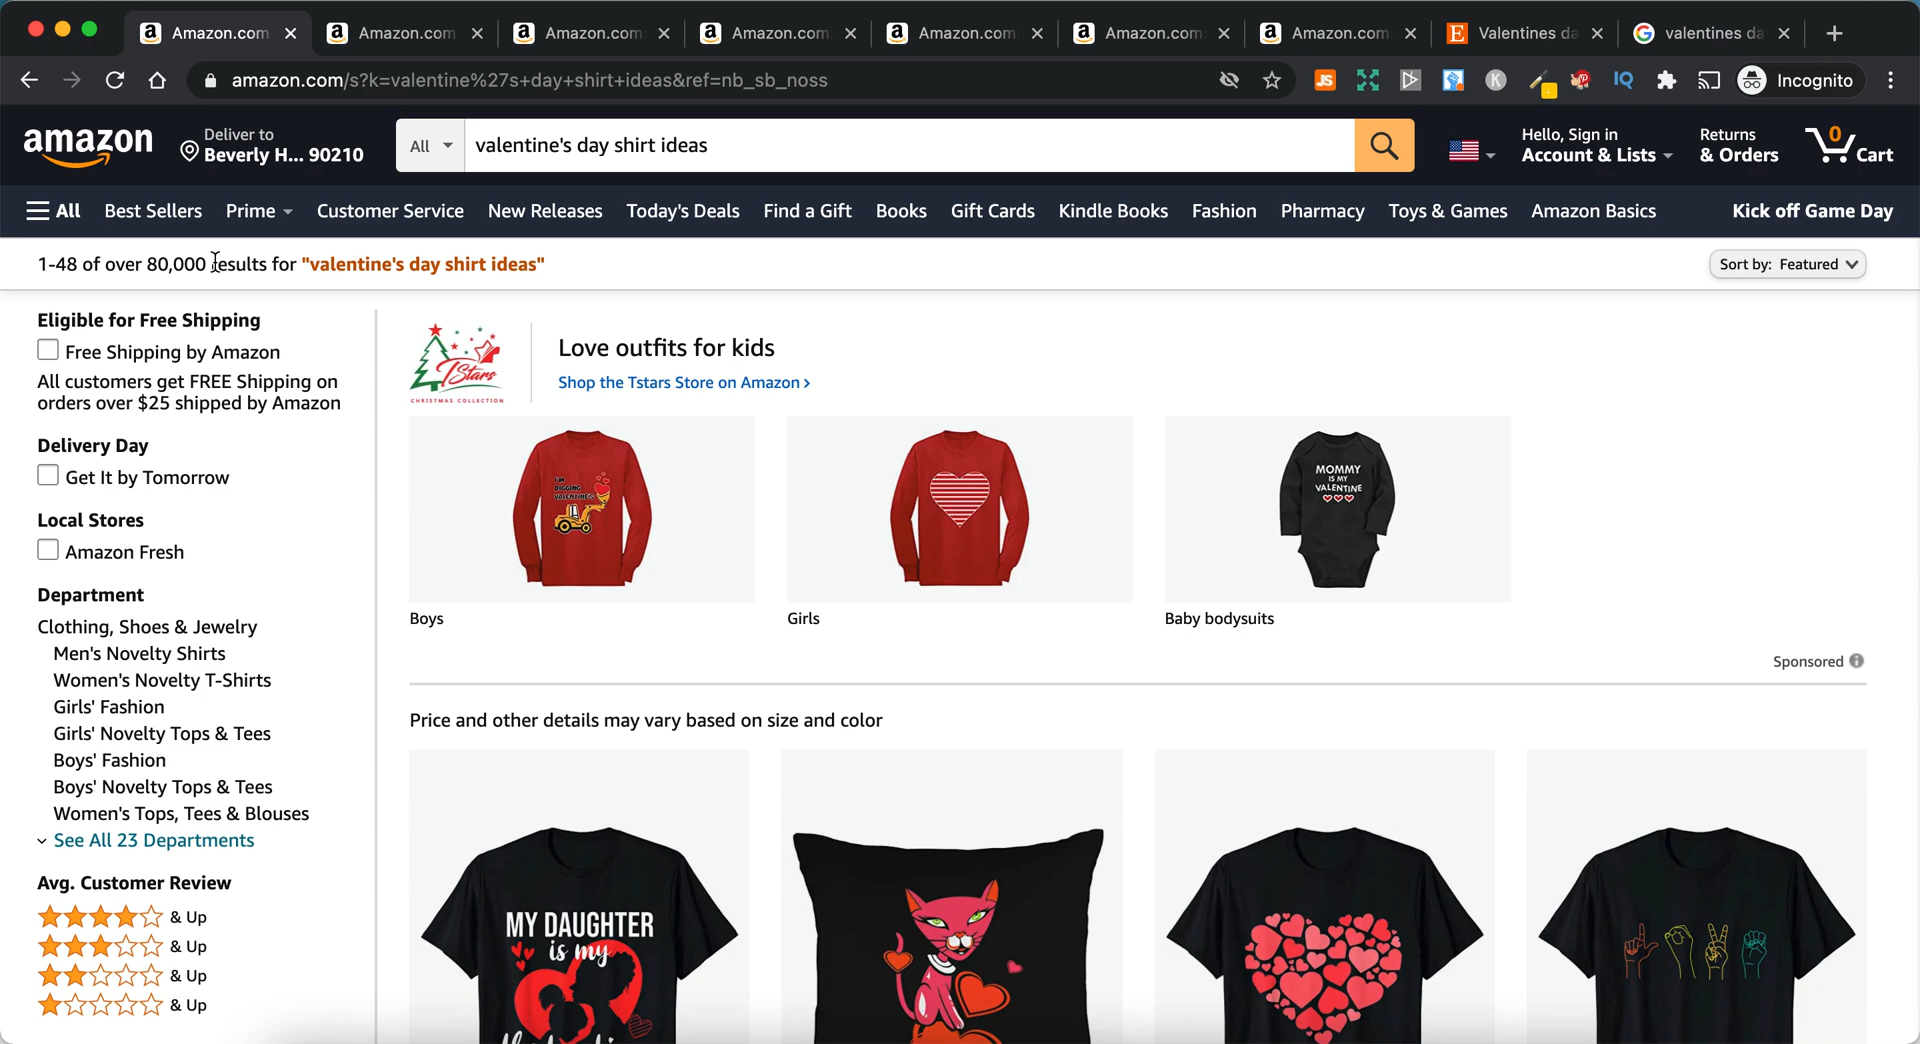 Amazon.com
Amazon.com
Amazon.com
Amazon.com
Amazon.com
Amazon.com
Amazon.com
Valentines da
valentines da
amazon.com/s?k=valentine%27s+day+shirt+ideas&ref=nb_sb_noss
JS
K
IQ
Incognito
amazon
Deliver to
Beverly H... 90210
All
valentine's day shirt ideas
Hello, Sign in
Account & Lists
Returns
& Orders
0
Cart
All
Best Sellers
Prime
Customer Service
New Releases
Today's Deals
Find a Gift
Books
Gift Cards
Kindle Books
Fashion
Pharmacy
Toys & Games
Amazon Basics
Kick off Game Day
1-48 of over 80,000 results for "valentine's day shirt ideas"
Sort by: Featured
Eligible for Free Shipping
Free Shipping by Amazon
All customers get FREE Shipping on
orders over $25 shipped by Amazon
Delivery Day
Get It by Tomorrow
Local Stores
Amazon Fresh
Department
Clothing, Shoes & Jewelry
Men's Novelty Shirts
Women's Novelty T-Shirts
Girls' Fashion
Girls' Novelty Tops & Tees
Boys' Fashion
Boys' Novelty Tops & Tees
Women's Tops, Tees & Blouses
See All 23 Departments
Avg. Customer Review
& Up
& Up
& Up
& Up
TStars
CHRISTMAS COLLECTION
Love outfits for kids
Shop the Tstars Store on Amazon ›
I'M
DIGGING
VALENTINE'S
MOMMY
IS MY
VALENTINE
Boys
Girls
Baby bodysuits
Sponsored
Price and other details may vary based on size and color
MY DAUGHTER
is my